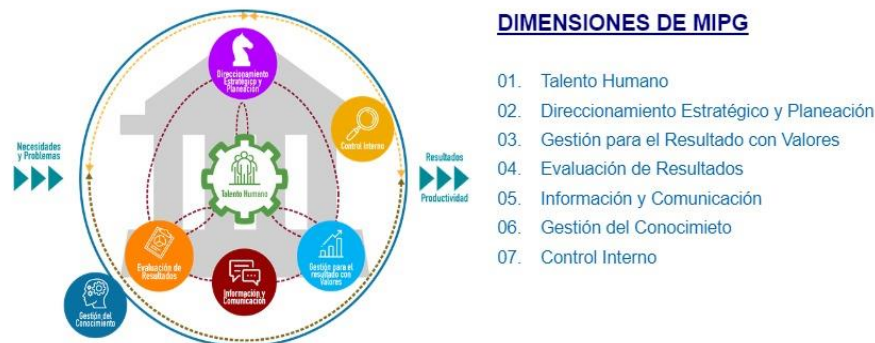 Direccionamiento
Estratégico y
Planeación
Control Interno
Necesidades
y Problemas
Resultados
Productividad
Talento Humano
Evaluación de
Resultados
Información y
Comunicación
Gestión para el
resultado con
Valores
Gestión del
Conocimiento
DIMENSIONES DE MIPG
01. Talento Humano
02. Direccionamiento Estratégico y Planeación
03. Gestión para el Resultado con Valores
04. Evaluación de Resultados
05. Información y Comunicación
06. Gestión del Conocimieto
07. Control Interno